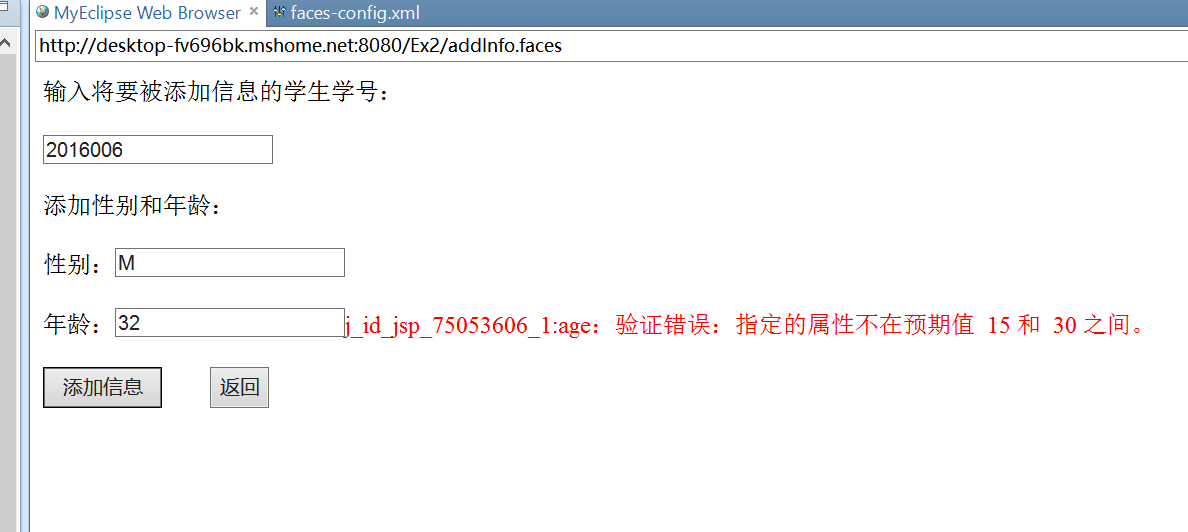 MyEclipse Web Browser faces-config.xml
http://desktop-fv696bk.mshome.net:8080/Ex2/addInfo.faces
输入将要被添加信息的学生学号：
2016006
添加性别和年龄：
性别：M
年龄：32 j_id_jsp_75053606_1:age：验证错误：指定的属性不在预期值 15 和 30 之间。
添加信息 返回